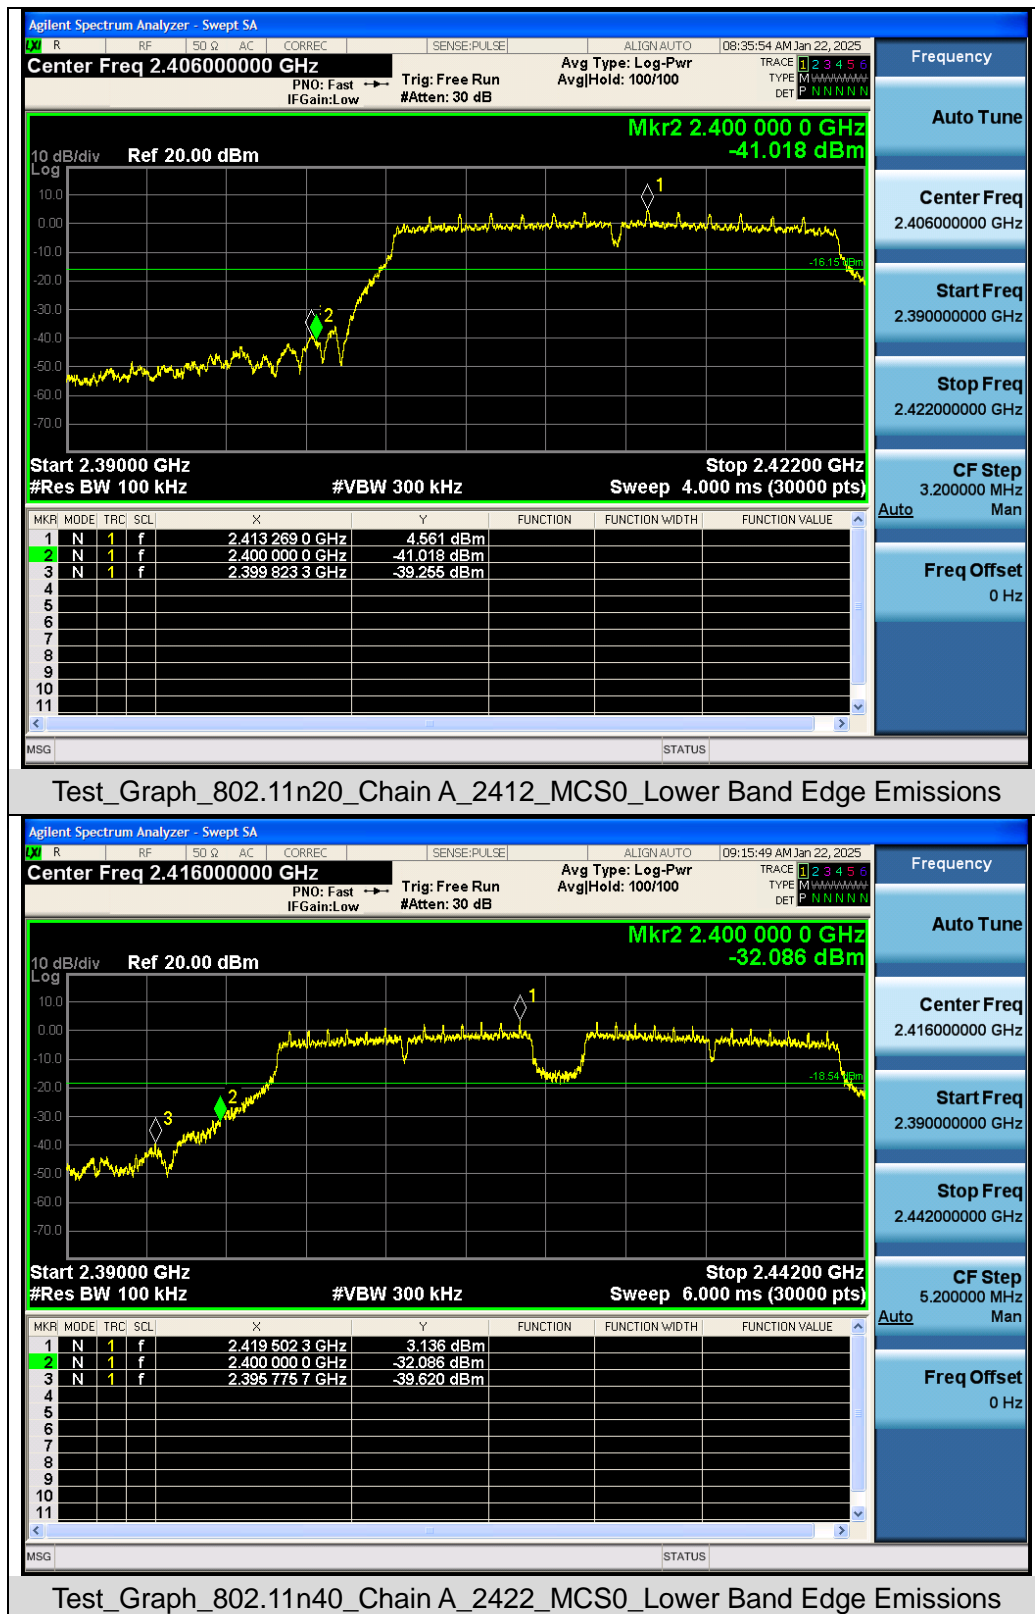 Agilent Spectrum Analyzer - Swept SA
LXI R RF 50 Ω AC CORREC SENSE:PULSE ALIGN AUTO 08:35:54 AM Jan 22, 2025
Center Freq 2.406000000 GHz
PNO: Fast
IFGain:Low
Trig: Free Run
#Atten: 30 dB
Avg Type: Log-Pwr
Avg|Hold: 100/100
TRACE 1 2 3 4 5 6
TYPE M
DET P N N N N N
Mkr2 2.400 000 0 GHz
-41.018 dBm
10 dB/div Ref 20.00 dBm
Log
10.0
0.00
-10.0
-20.0
-30.0
-40.0
-50.0
-60.0
-70.0
1
2
-16.15 dBm
Start 2.39000 GHz Stop 2.42200 GHz
#Res BW 100 kHz #VBW 300 kHz Sweep 4.000 ms (30000 pts)
MKR MODE TRC SCL X Y FUNCTION FUNCTION WIDTH FUNCTION VALUE
1 N 1 f 2.413 269 0 GHz 4.561 dBm
2 N 1 f 2.400 000 0 GHz -41.018 dBm
3 N 1 f 2.399 823 3 GHz -39.255 dBm
4
5
6
7
8
9
10
11
MSG STATUS
Frequency
Auto Tune
Center Freq
2.406000000 GHz
Start Freq
2.390000000 GHz
Stop Freq
2.422000000 GHz
CF Step
3.200000 MHz
Auto Man
Freq Offset
0 Hz
Test_Graph_802.11n20_Chain A_2412_MCS0_Lower Band Edge Emissions
Agilent Spectrum Analyzer - Swept SA
LXI R RF 50 Ω AC CORREC SENSE:PULSE ALIGN AUTO 09:15:49 AM Jan 22, 2025
Center Freq 2.416000000 GHz
PNO: Fast
IFGain:Low
Trig: Free Run
#Atten: 30 dB
Avg Type: Log-Pwr
Avg|Hold: 100/100
TRACE 1 2 3 4 5 6
TYPE M
DET P N N N N N
Mkr2 2.400 000 0 GHz
-32.086 dBm
10 dB/div Ref 20.00 dBm
Log
10.0
0.00
-10.0
-20.0
-30.0
-40.0
-50.0
-60.0
-70.0
1
2
3
-18.54 dBm
Start 2.39000 GHz Stop 2.44200 GHz
#Res BW 100 kHz #VBW 300 kHz Sweep 6.000 ms (30000 pts)
MKR MODE TRC SCL X Y FUNCTION FUNCTION WIDTH FUNCTION VALUE
1 N 1 f 2.419 502 3 GHz 3.136 dBm
2 N 1 f 2.400 000 0 GHz -32.086 dBm
3 N 1 f 2.395 775 7 GHz -39.620 dBm
4
5
6
7
8
9
10
11
MSG STATUS
Frequency
Auto Tune
Center Freq
2.416000000 GHz
Start Freq
2.390000000 GHz
Stop Freq
2.442000000 GHz
CF Step
5.200000 MHz
Auto Man
Freq Offset
0 Hz
Test_Graph_802.11n40_Chain A_2422_MCS0_Lower Band Edge Emissions